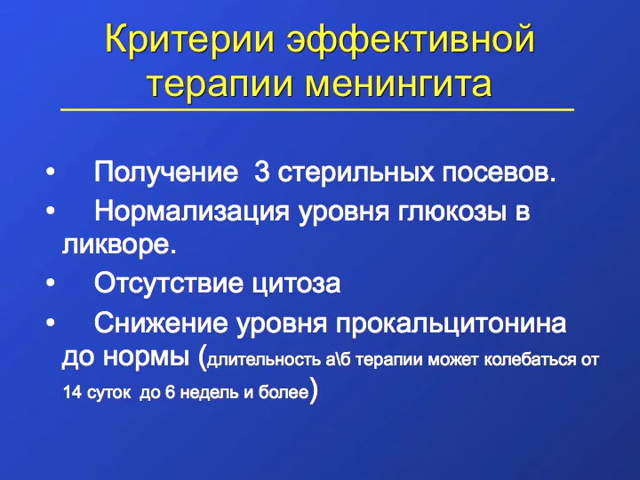 Критерии эффективной
терапии менингита
• Получение 3 стерильных посевов.
• Нормализация уровня глюкозы в
ликворе.
• Отсутствие цитоза
• Снижение уровня прокальцитонина
до нормы (длительность а\б терапии может колебаться от
14 суток до 6 недель и более)